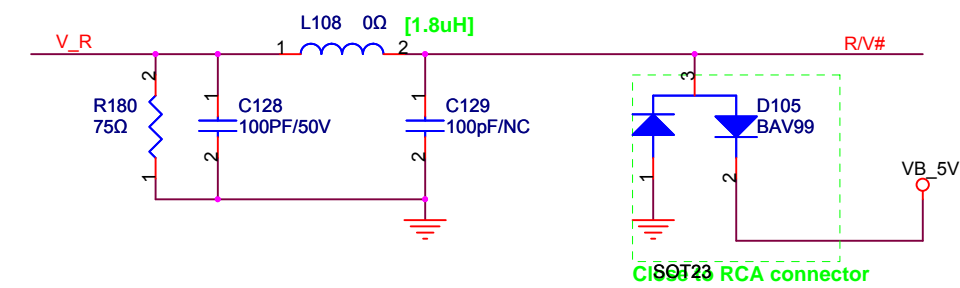 L108 0Ω [1.8uH]
V_R
1
2
R/V#
2
1
1
3
R180
75Ω
C128
100PF/50V
C129
100pF/NC
D105
BAV99
1
2
2
1
2
VB_5V
SOT23
Close to RCA connector